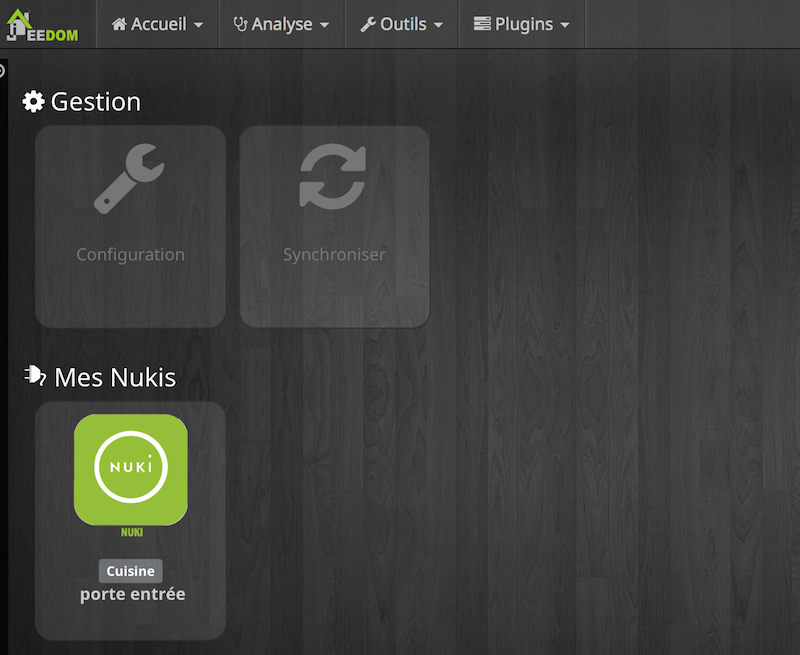 JEEDOM
Accueil
Analyse
Outils
Plugins
Gestion
Configuration
Synchroniser
Mes Nukis
NUKI
NUKI
Cuisine
porte entrée